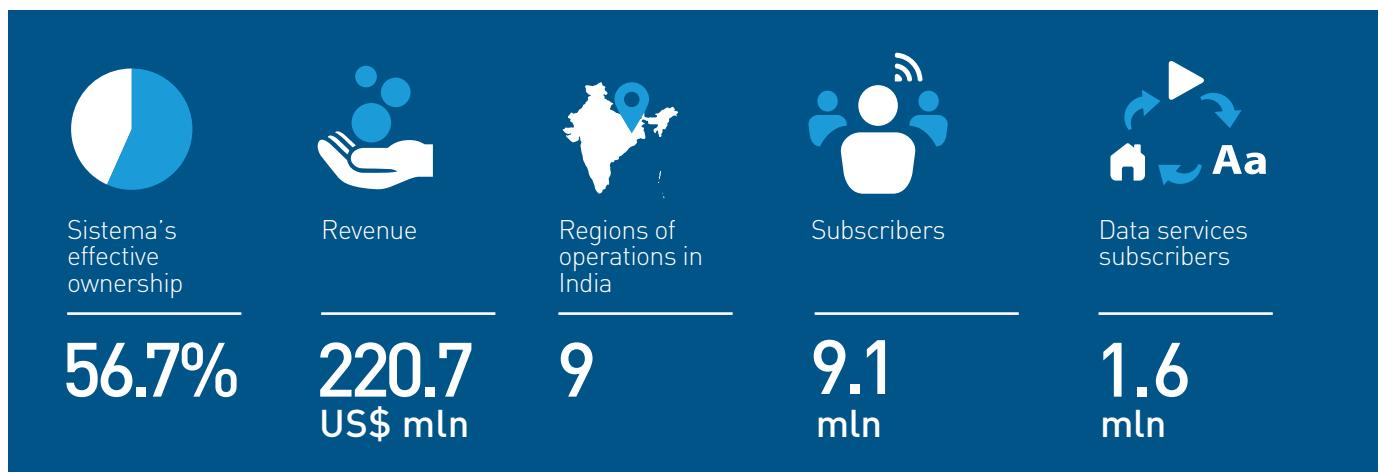 Aa
Sistema's
effective
ownership
56.7%
Revenue
220.7
US$ mln
Regions of
operations in
India
9
Subscribers
9.1
mln
Data services
subscribers
1.6
mln